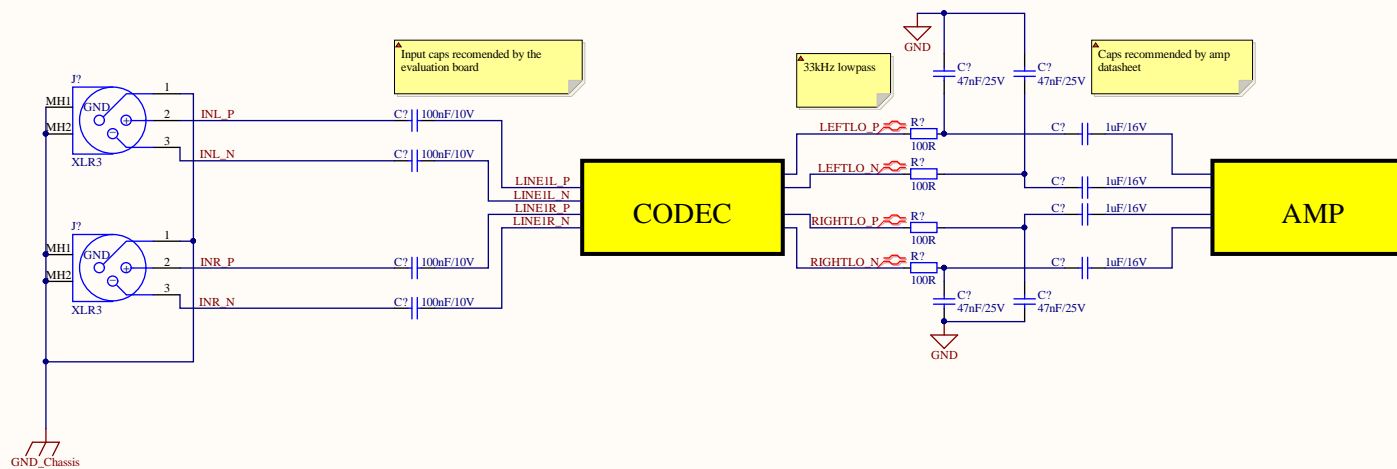 GND
Input caps recomended by the
evaluation board
33kHz lowpass
C?
47nF/25V
C?
47nF/25V
Caps recommended by amp
datasheet
J?
MH1
MH2
GND
XLR3
1
2
3
INL_P
INL_N
C?
100nF/10V
C?
100nF/10V
LINE1L_P
LINE1L_N
LINE1R_P
LINE1R_N
CODEC
LEFTLO_P
R?
100R
LEFTLO_N
R?
100R
RIGHTLO_P
R?
100R
RIGHTLO_N
R?
100R
C?
1uF/16V
C?
1uF/16V
C?
1uF/16V
C?
1uF/16V
AMP
J?
MH1
MH2
GND
XLR3
1
2
3
INR_P
INR_N
C?
100nF/10V
C?
100nF/10V
C?
47nF/25V
C?
47nF/25V
GND
GND_Chassis